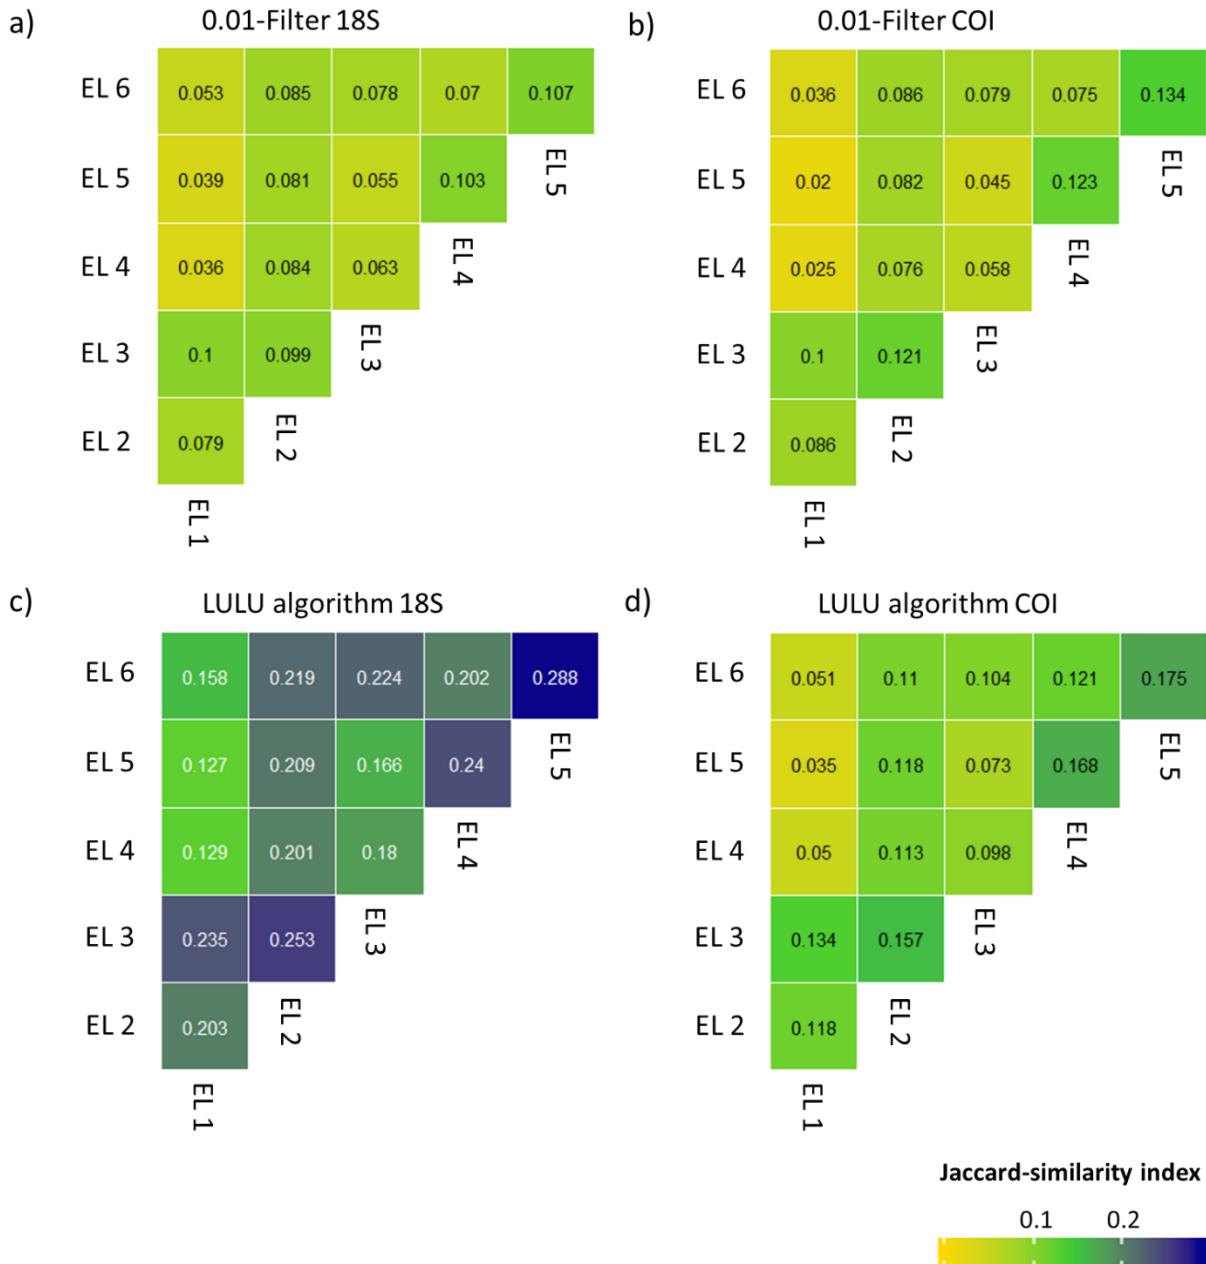 a) 0.01-Filter 18S
EL 6 0.053 0.085 0.078 0.07 0.107
EL 5 0.039 0.081 0.055 0.103 EL 5
EL 4 0.036 0.084 0.063 EL 4
EL 3 0.1 0.099 EL 3
EL 2 0.079 EL 2
EL 1
b) 0.01-Filter COI
EL 6 0.036 0.086 0.079 0.075 0.134
EL 5 0.02 0.082 0.045 0.123 EL 5
EL 4 0.025 0.076 0.058 EL 4
EL 3 0.1 0.121 EL 3
EL 2 0.086 EL 2
EL 1
c) LULU algorithm 18S
EL 6 0.158 0.219 0.224 0.202 0.288
EL 5 0.127 0.209 0.166 0.24 EL 5
EL 4 0.129 0.201 0.18 EL 4
EL 3 0.235 0.253 EL 3
EL 2 0.203 EL 2
EL 1
d) LULU algorithm COI
EL 6 0.051 0.11 0.104 0.121 0.175
EL 5 0.035 0.118 0.073 0.168 EL 5
EL 4 0.05 0.113 0.098 EL 4
EL 3 0.134 0.157 EL 3
EL 2 0.118 EL 2
EL 1
Jaccard-similarity index
0.1 0.2